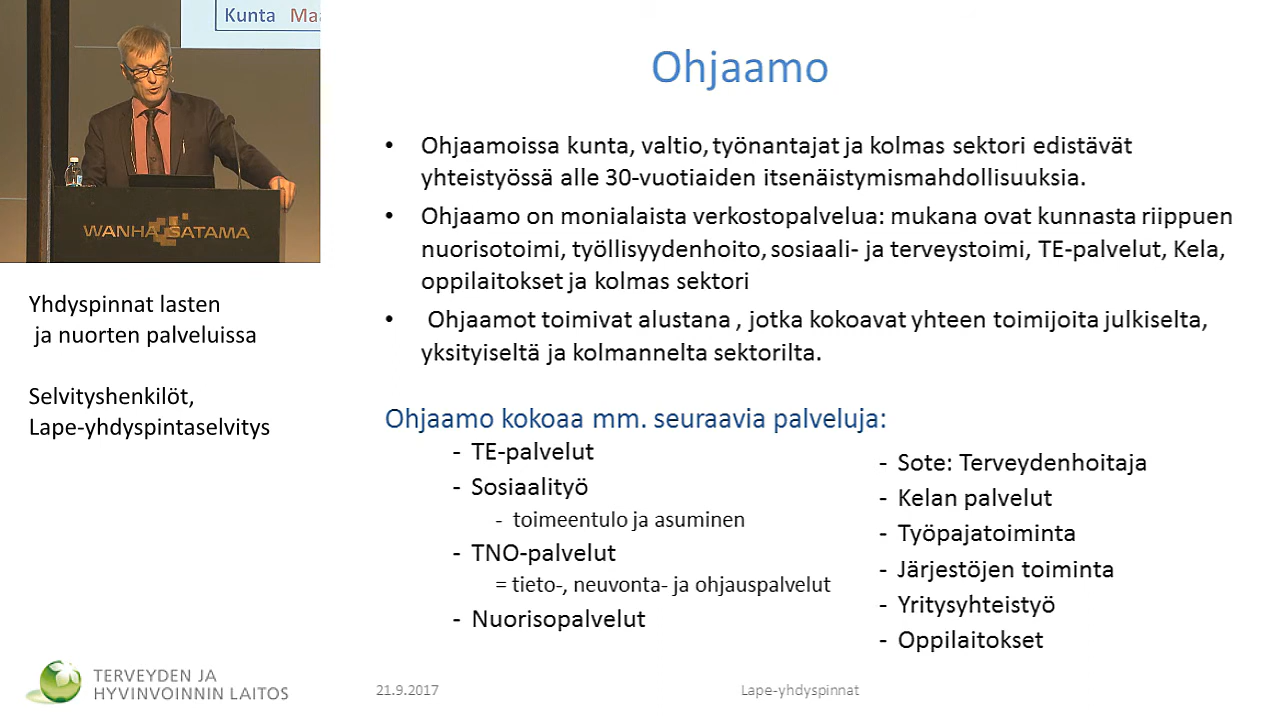 Kunta
WANHA SATAMA
Yhdyspinnat lasten
ja nuorten palveluissa
Selvityshenkilöt,
Lape-yhdyspintaselvitys
Ohjaamo
• Ohjaamoissa kunta, valtio, työnantajat ja kolmas sektori edistävät
yhteistyössä alle 30-vuotiaiden itsenäistymismahdollisuuksia.
• Ohjaamo on monialaista verkostopalvelua: mukana ovat kunnasta riippuen
nuorisotoimi, työllisyydenhoito, sosiaali- ja terveystoimi, TE-palvelut, Kela,
oppilaitokset ja kolmas sektori
• Ohjaamot toimivat alustana , jotka kokoavat yhteen toimijoita julkiselta,
yksityiseltä ja kolmannelta sektorilta.
Ohjaamo kokoaa mm. seuraavia palveluja:
- TE-palvelut
- Sosiaalityö
- toimeentulo ja asuminen
- TNO-palvelut
= tieto-, neuvonta- ja ohjauspalvelut
- Nuorisopalvelut
- Sote: Terveydenhoitaja
- Kelan palvelut
- Työpajatoiminta
- Järjestöjen toiminta
- Yritysyhteistyö
- Oppilaitokset
TERVEYDEN JA
HYVINVOINNIN LAITOS
21.9.2017
Lape-yhdyspinnat